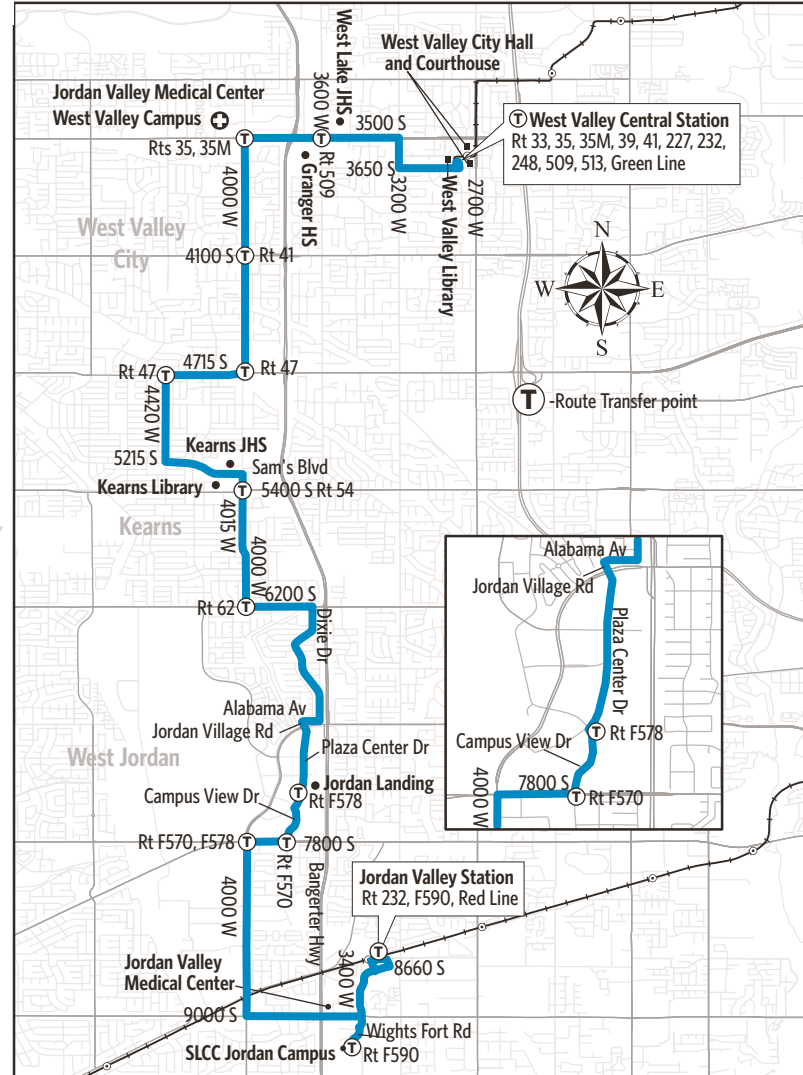 West Lake JHS
3600 W
West Valley City Hall
and Courthouse
Jordan Valley Medical Center
West Valley Campus
Rts 35, 35M
Rt 509
3500 S
West Valley Central Station
Rt 33, 35, 35M, 39, 41, 227, 232,
248, 509, 513, Green Line
T
T
T
Granger HS
3650 S
3200 W
West Valley Library
2700 W
4000 W
West Valley
City
4100 S
T
Rt 41
N
W
E
S
Rt 47
T
4715 S
T
Rt 47
T
-Route Transfer point
4420 W
5215 S
Kearns JHS
Sam's Blvd
Kearns Library
T
5400 S Rt 54
Kearns
4015 W
4000 W
Rt 62
T
6200 S
Dixie Dr
Alabama Av
Jordan Village Rd
Plaza Center Dr
West Jordan
Jordan Landing
T
Rt F578
Campus View Dr
Rt F570, F578
T
T
7800 S
Rt F570
4000 W
Bangerter Hwy
Alabama Av
Jordan Village Rd
Plaza Center Dr
T
Rt F578
Campus View Dr
4000 W
7800 S
T
Rt F570
Jordan Valley Station
Rt 232, F590, Red Line
T
8660 S
3400 W
Jordan Valley
Medical Center
9000 S
Wights Fort Rd
SLCC Jordan Campus
T
Rt F590